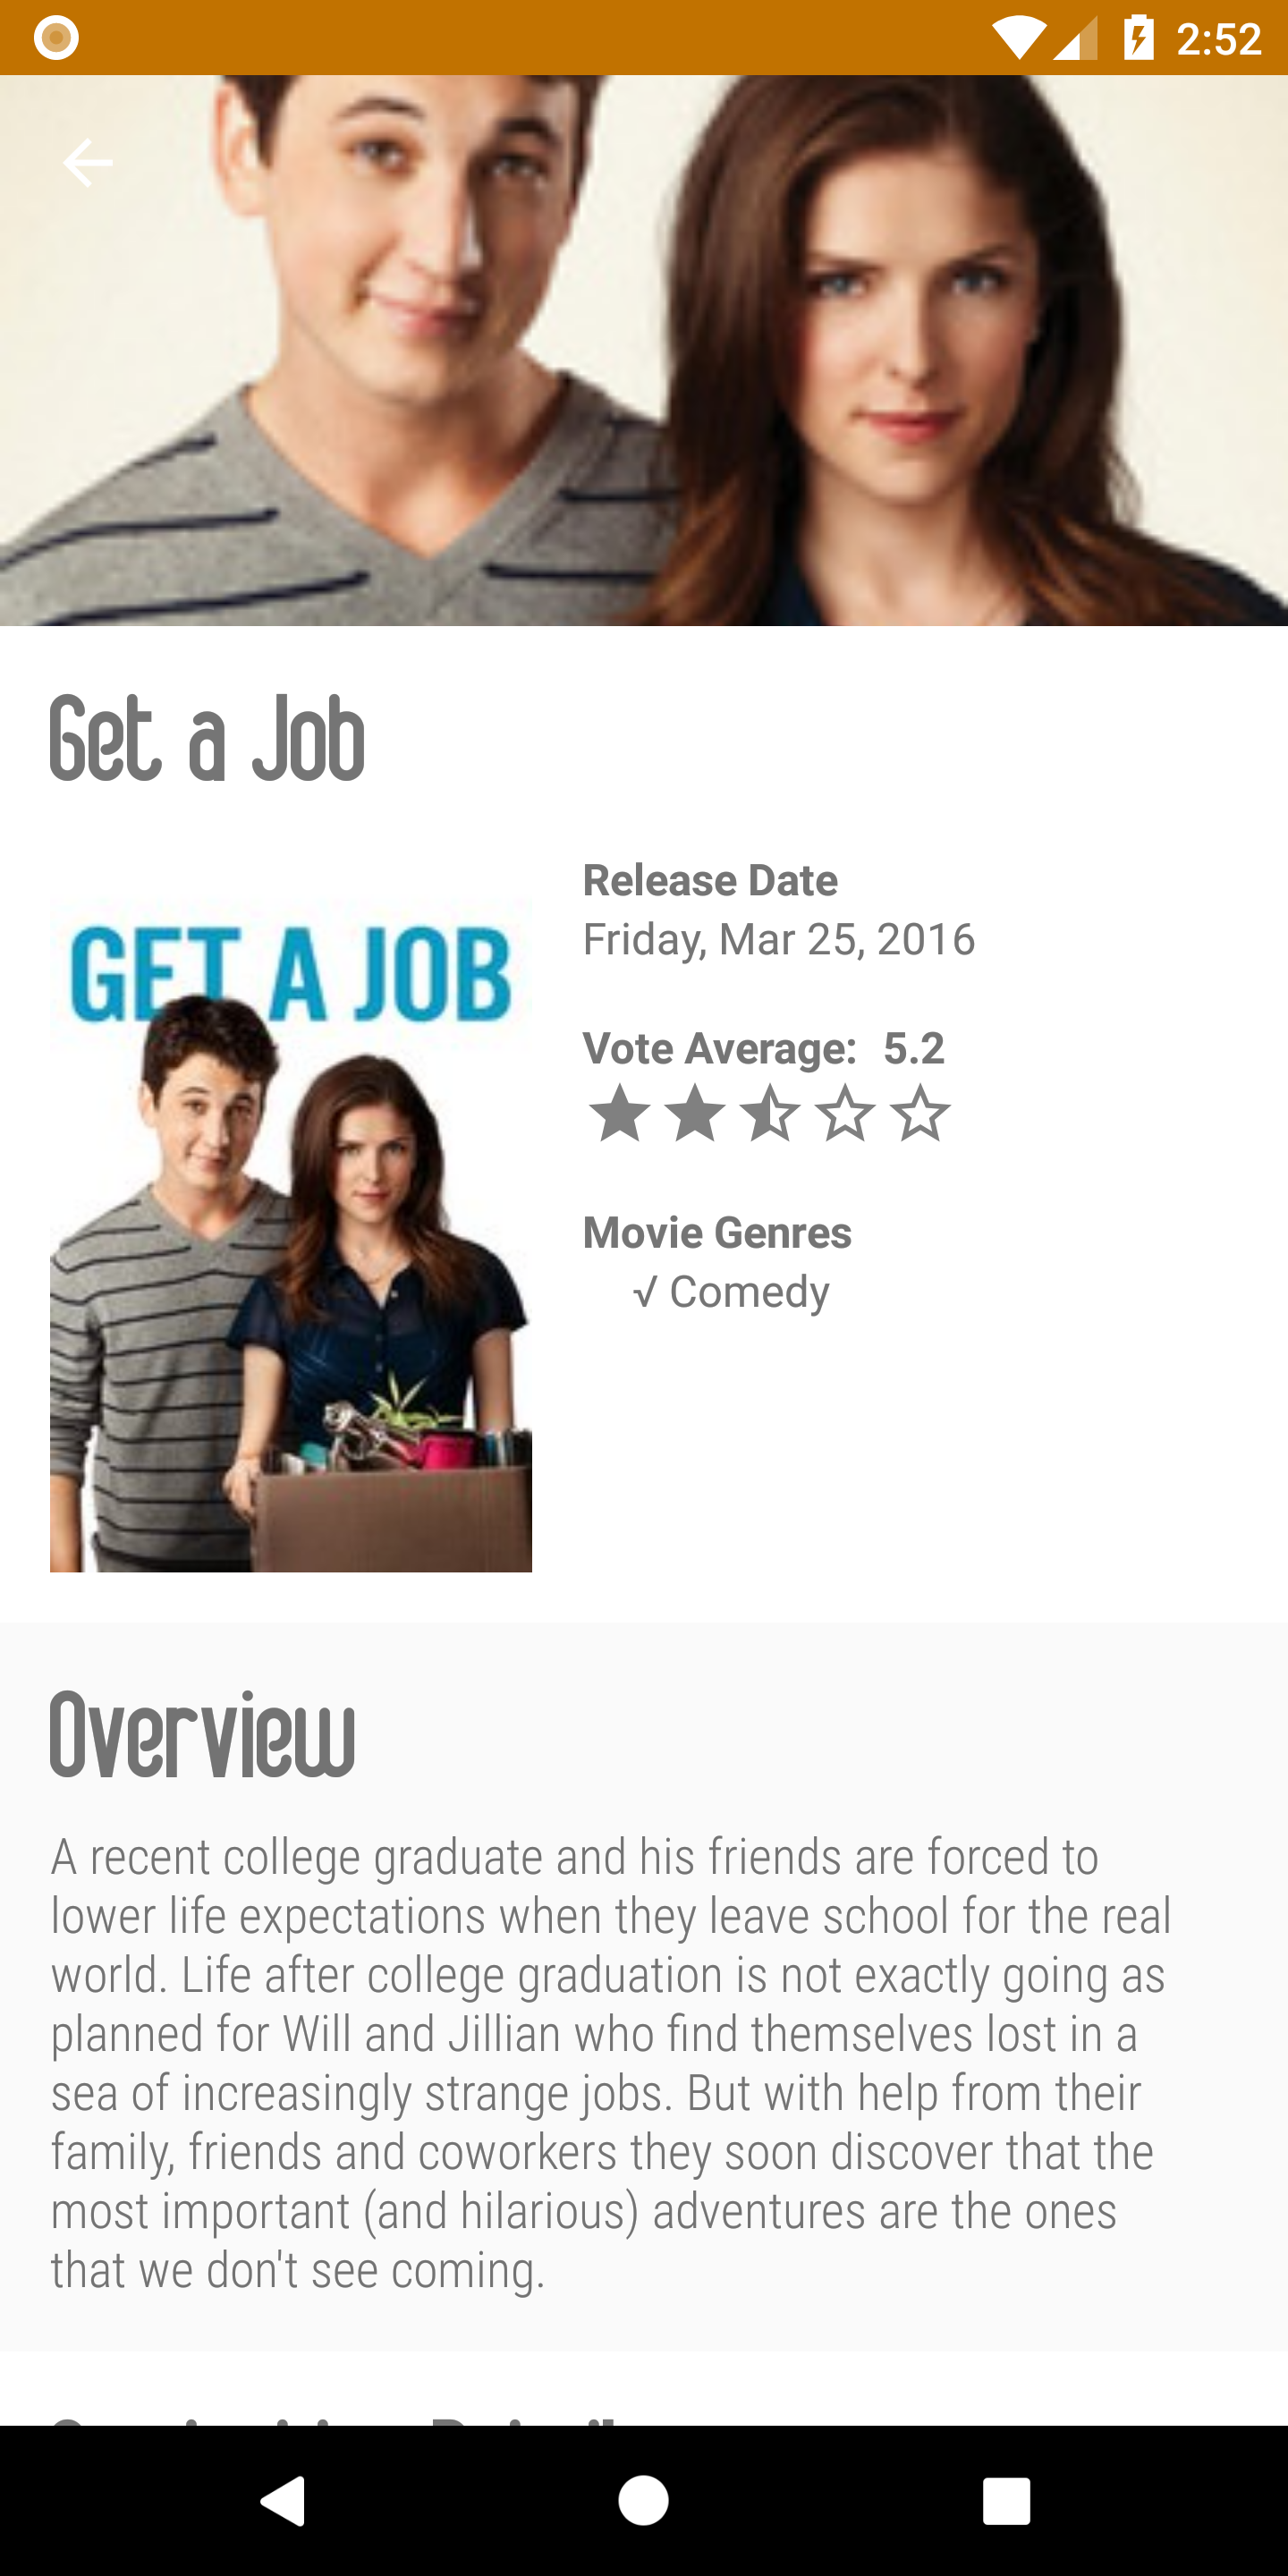 2:52
Get a Job
GET A JOB
Release Date
Friday, Mar 25, 2016
Vote Average: 5.2
Movie Genres
√ Comedy
Overview
A recent college graduate and his friends are forced to
lower life expectations when they leave school for the real
world. Life after college graduation is not exactly going as
planned for Will and Jillian who find themselves lost in a
sea of increasingly strange jobs. But with help from their
family, friends and coworkers they soon discover that the
most important (and hilarious) adventures are the ones
that we don't see coming.